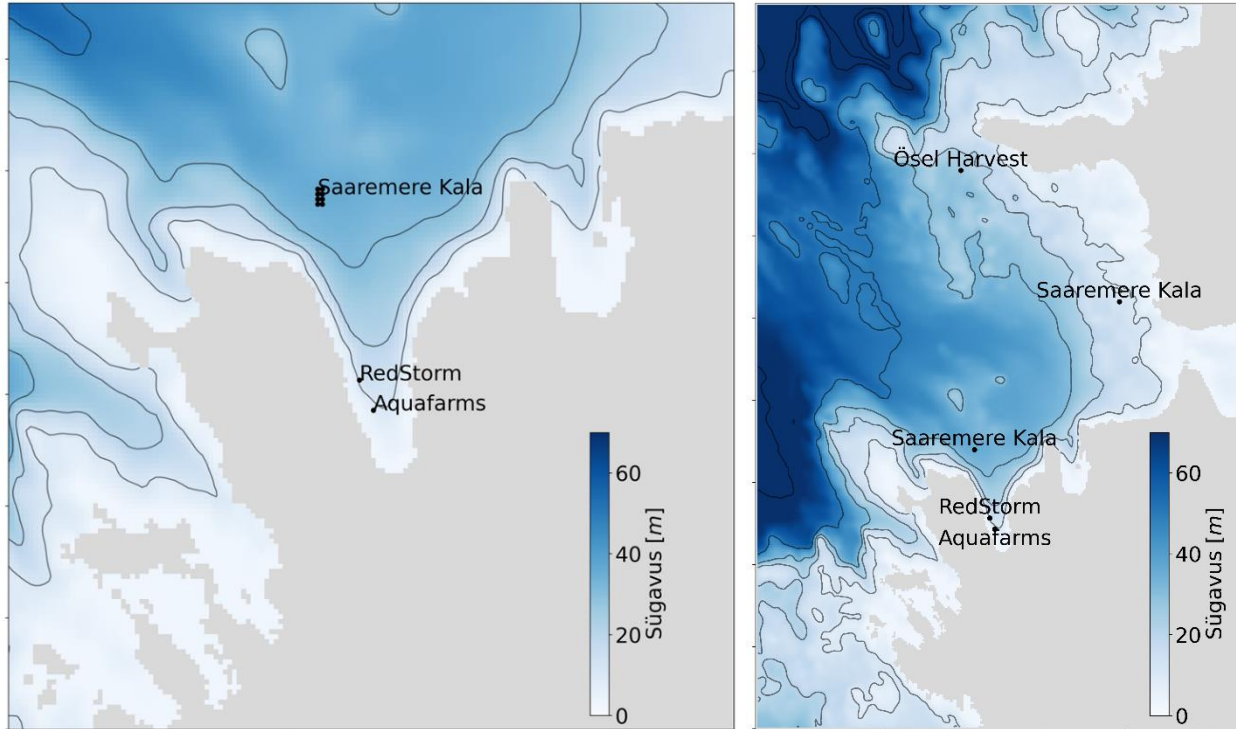 Saaremere Kala
RedStorm
Aquafarms
60
40
20
0
Sügavus [m]
Ösel Harvest
Saaremere Kala
Saaremere Kala
RedStorm
Aquafarms
60
40
20
0
Sügavus [m]